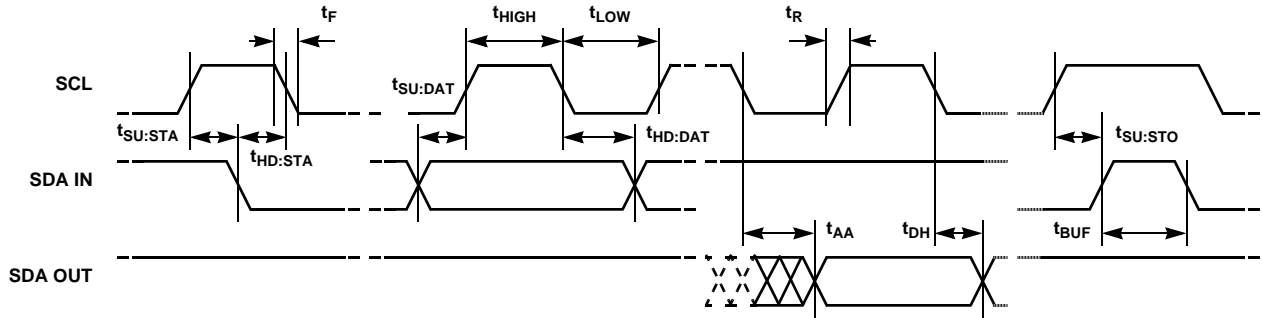 tF
tHIGH
tLOW
tR
SCL
tSU:DAT
tSU:STA
tHD:STA
tHD:DAT
tSU:STO
SDA IN
tAA
tDH
tBUF
SDA OUT